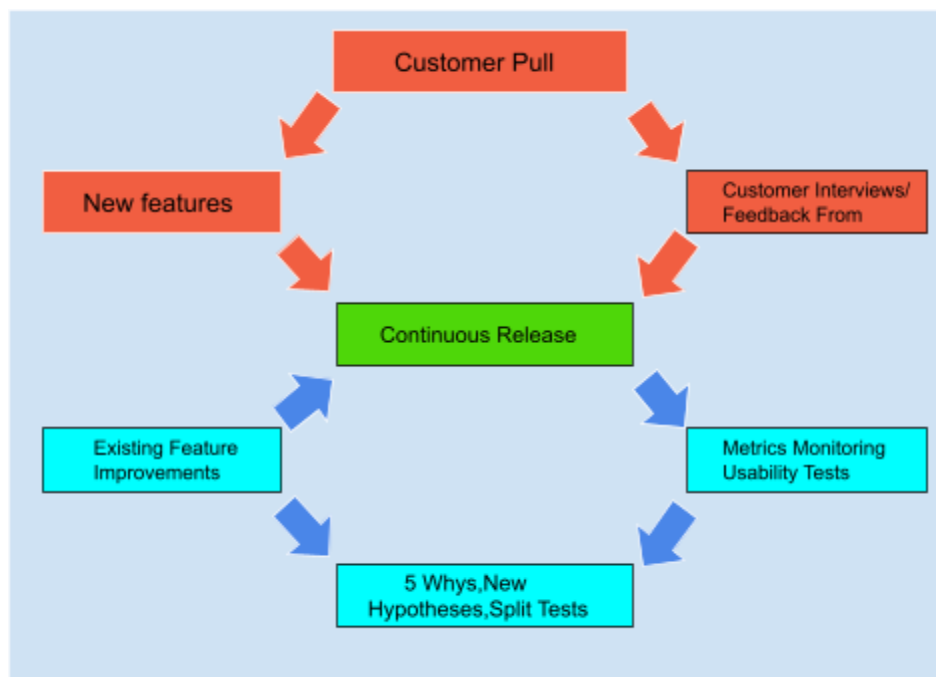 Customer Pull
New features
Customer Interviews/
Feedback From
Continuous Release
Existing Feature
Improvements
Metrics Monitoring
Usability Tests
5 Whys,New
Hypotheses,Split Tests